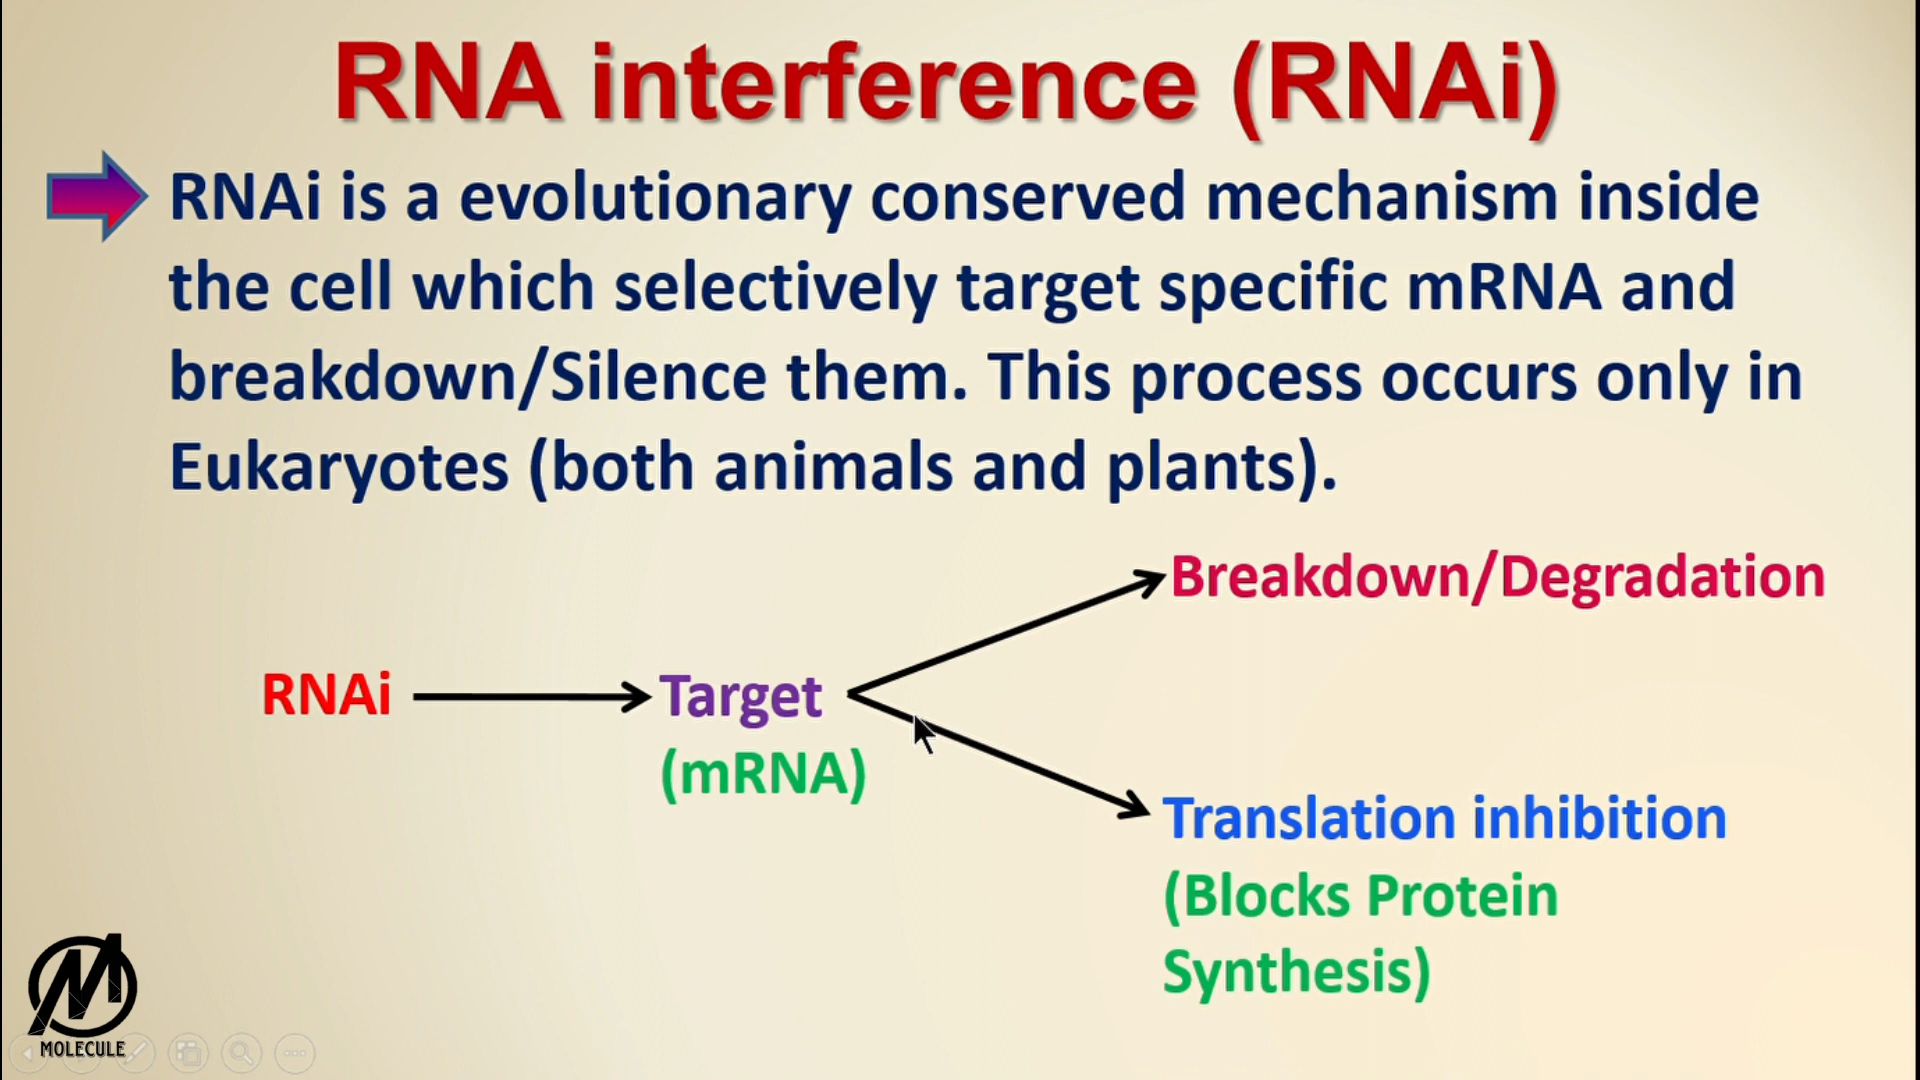 RNA interference (RNAi)
RNAi is a evolutionary conserved mechanism inside
the cell which selectively target specific mRNA and
breakdown/Silence them. This process occurs only in
Eukaryotes (both animals and plants).
Breakdown/Degradation
RNAi
Target
(mRNA)
Translation inhibition
(Blocks Protein
Synthesis)
M
MOLECULE